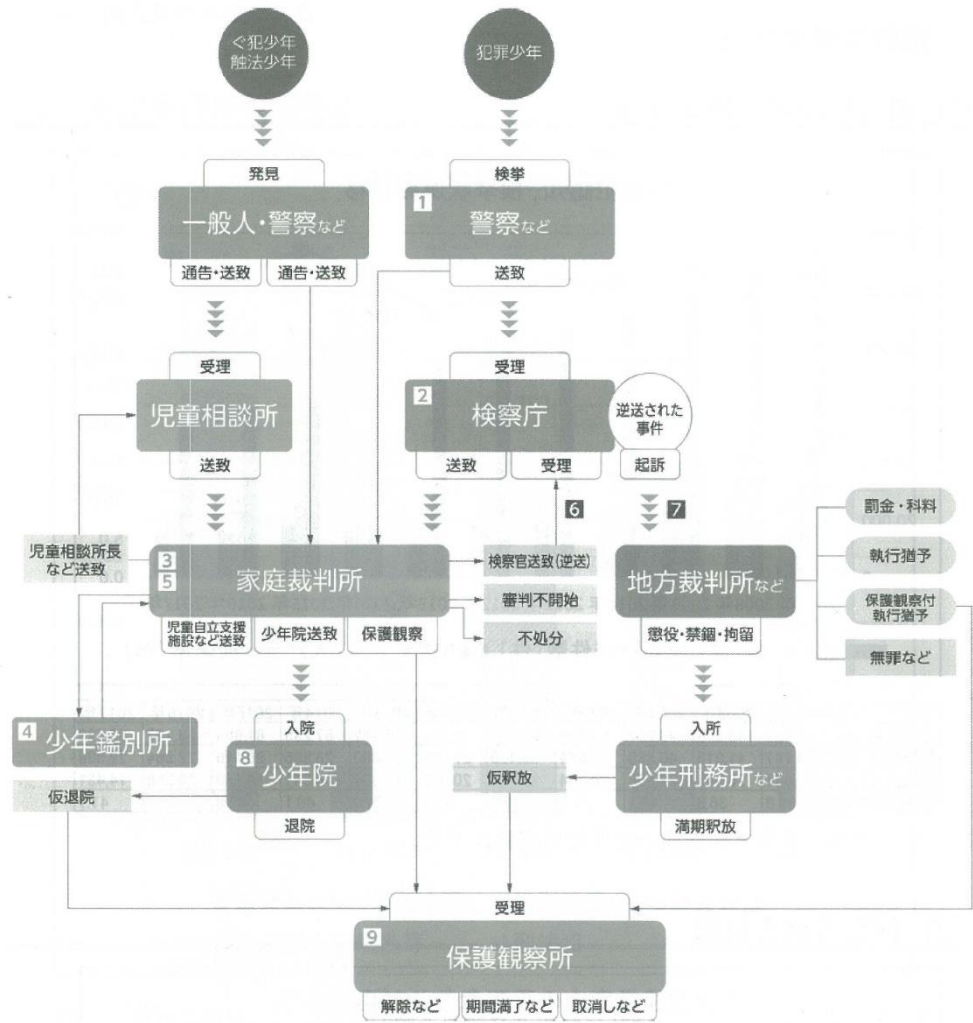 ぐ犯少年
触法少年
犯罪少年
発見
一般人・警察など
通告・送致
通告・送致
検挙
1
警察など
送致
受理
児童相談所
送致
受理
2
検察庁
送致
受理
逆送された
事件
起訴
6
7
児童相談所長
など送致
3
5
家庭裁判所
児童自立支援
施設など送致
少年院送致
保護観察
検察官送致(逆送)
審判不開始
不処分
地方裁判所など
懲役・禁錮・拘留
罰金・科料
執行猶予
保護観察付
執行猶予
無罪など
4
少年鑑別所
入院
8
少年院
退院
仮退院
仮釈放
入所
少年刑務所など
満期釈放
受理
9
保護観察所
解除など
期間満了など
取消しなど